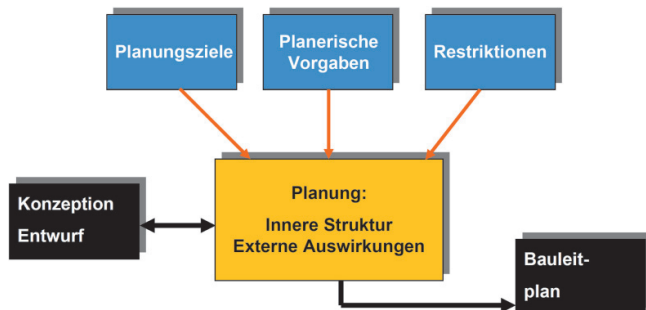 Planungsziele
Planerische
Vorgaben
Restriktionen
Planung:
Innere Struktur
Externe Auswirkungen
Konzeption
Entwurf
Bauleit-
plan